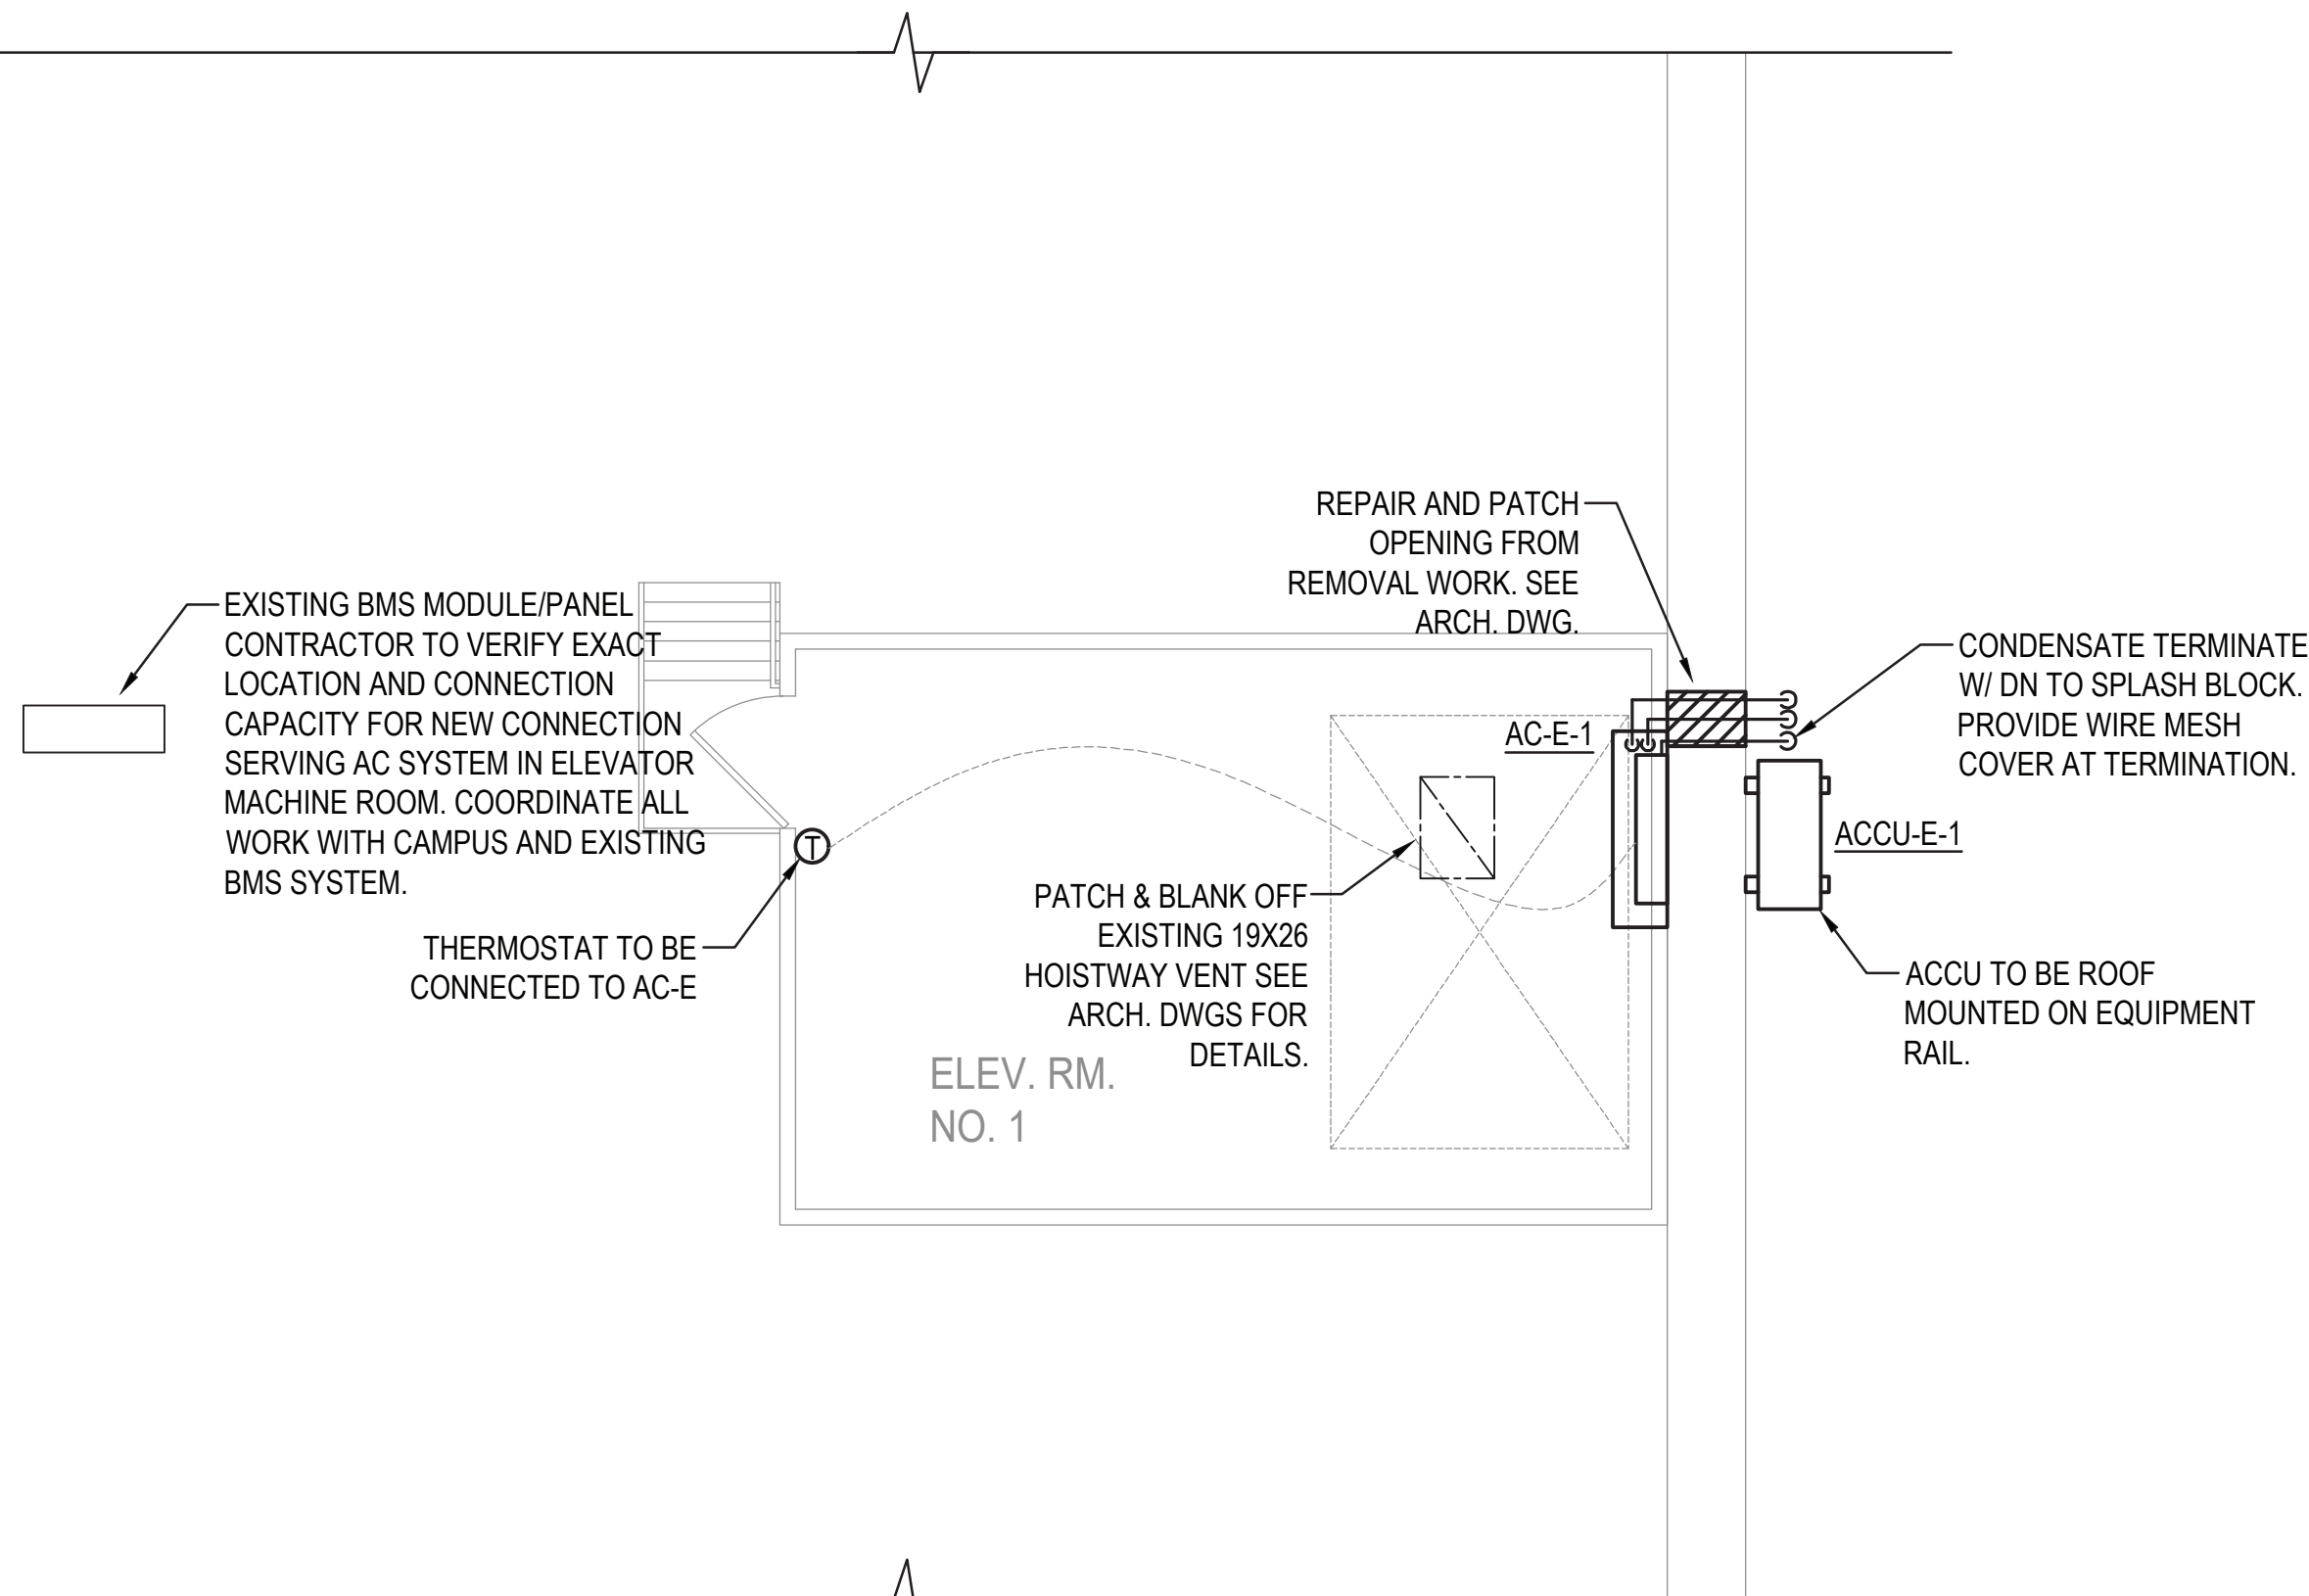 REPAIR AND PATCH
OPENING FROM
REMOVAL WORK. SEE
ARCH. DWG.
EXISTING BMS MODULE/PANEL
CONTRACTOR TO VERIFY EXACT
LOCATION AND CONNECTION
CAPACITY FOR NEW CONNECTION
SERVING AC SYSTEM IN ELEVATOR
MACHINE ROOM. COORDINATE ALL
WORK WITH CAMPUS AND EXISTING
BMS SYSTEM.
CONDENSATE TERMINATE
W/ DN TO SPLASH BLOCK.
PROVIDE WIRE MESH
COVER AT TERMINATION.
AC-E-1
ACCU-E-1
T
THERMOSTAT TO BE
CONNECTED TO AC-E
PATCH & BLANK OFF
EXISTING 19X26
HOISTWAY VENT SEE
ARCH. DWGS FOR
DETAILS.
ACCU TO BE ROOF
MOUNTED ON EQUIPMENT
RAIL.
ELEV. RM.
NO. 1